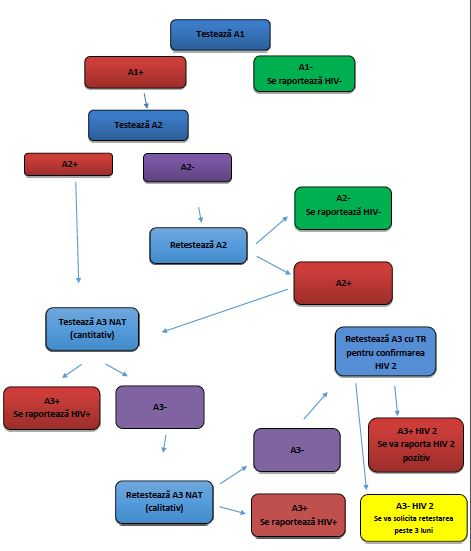 Testează A1
A1+
A1-
Se raportează HIV-
Testează A2
A2+
A2-
A2-
Se raportează HIV-
Retestează A2
A2+
Testează A3 NAT
(cantitativ)
Retestează A3 cu TR
pentru confirmarea
HIV 2
A3+
Se raportează HIV+
A3-
A3-
A3+ HIV 2
Se va raporta HIV 2
pozitiv
Retestează A3 NAT
(calitativ)
A3+
Se raportează HIV+
A3- HIV 2
Se va solicita retestarea
peste 3 luni